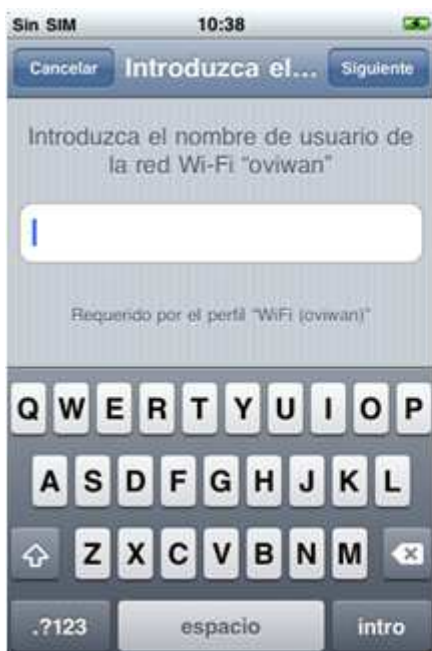 Sin SIM 10:38
Cancelar Introduzca el... Siguiente
Introduzca el nombre de usuario de
la red Wi-Fi "oviwan"
Requerido por el perfil "WiFi (oviwan)"
Q W E R T Y U I O P
A S D F G H J K L
Z X C V B N M
.?123 espacio intro